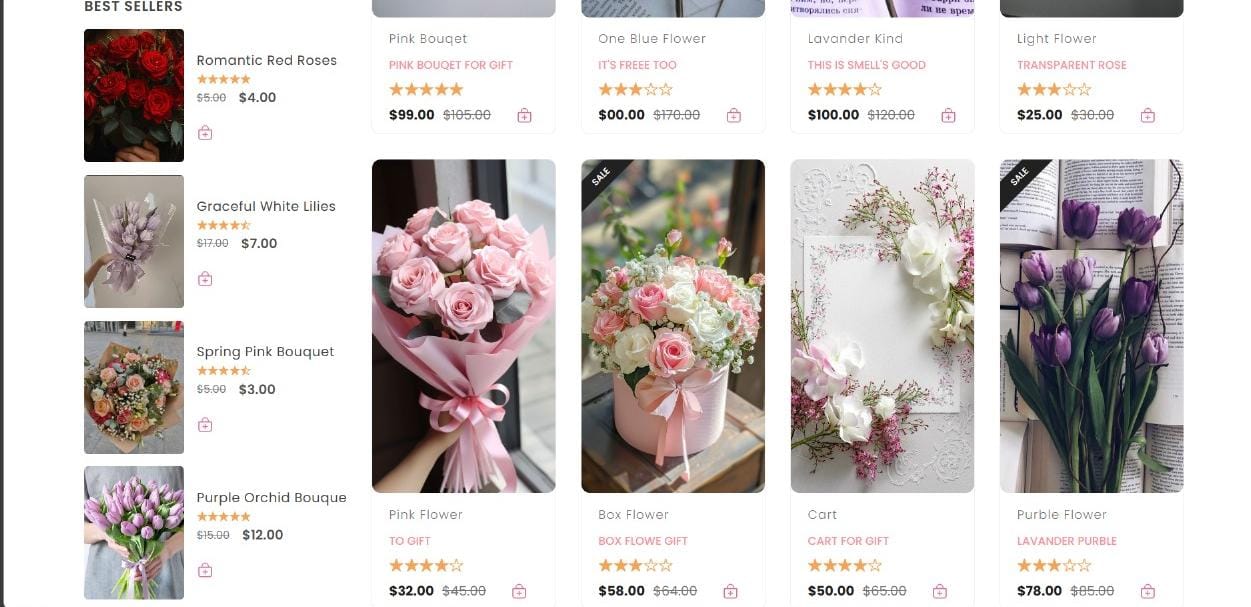 BEST SELLERS
Romantic Red Roses
$5.00 $4.00
Graceful White Lilies
$17.00 $7.00
Spring Pink Bouquet
$5.00 $3.00
Purple Orchid Bouque
$15.00 $12.00
творились
ли не врем
Pink Bouqet
PINK BOUQET FOR GIFT
$99.00 $105.00
One Blue Flower
IT'S FREEE TOO
$00.00 $170.00
Lavander Kind
THIS IS SMELL'S GOOD
$100.00 $120.00
Light Flower
TRANSPARENT ROSE
$25.00 $30.00
Pink Flower
TO GIFT
$32.00 $45.00
SALE
Box Flower
BOX FLOWE GIFT
$58.00 $64.00
Cart
CART FOR GIFT
$50.00 $65.00
SALE
Purble Flower
LAVANDER PURBLE
$78.00 $85.00